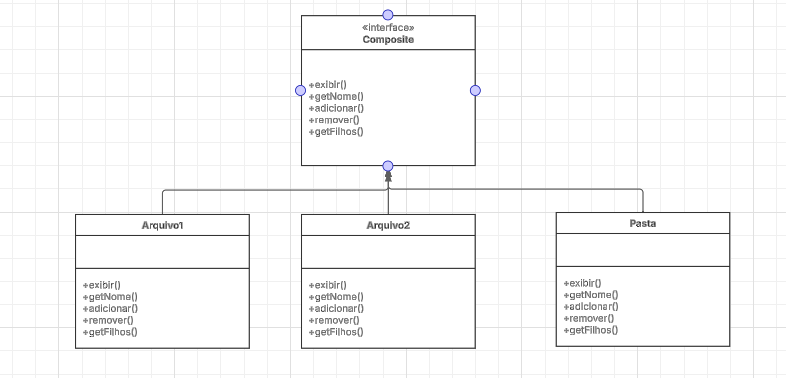 «interface»
Composite
+exibir()
+getNome()
+adicionar()
+remover()
+getFilhos()
Arquivo1
+exibir()
+getNome()
+adicionar()
+remover()
+getFilhos()
Arquivo2
+exibir()
+getNome()
+adicionar()
+remover()
+getFilhos()
Pasta
+exibir()
+getNome()
+adicionar()
+remover()
+getFilhos()